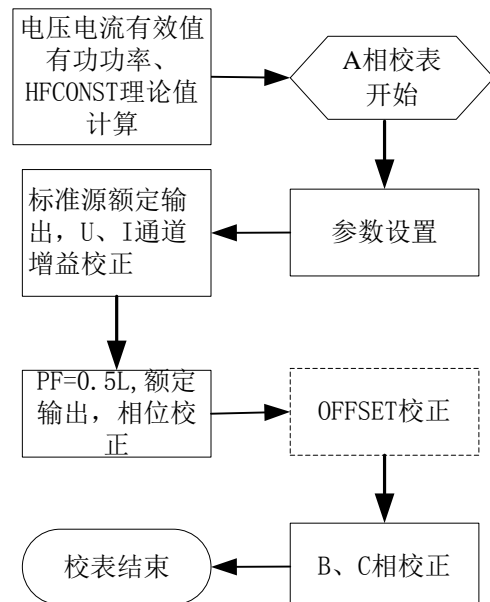 电压电流有效值
有功功率、
HFCONST理论值
计算
A相校表
开始
参数设置
标准源额定输
出，U、I通道
增益校正
PF=0.5L,额定
输出，相位校
正
OFFSET校正
B、C相校正
校表结束